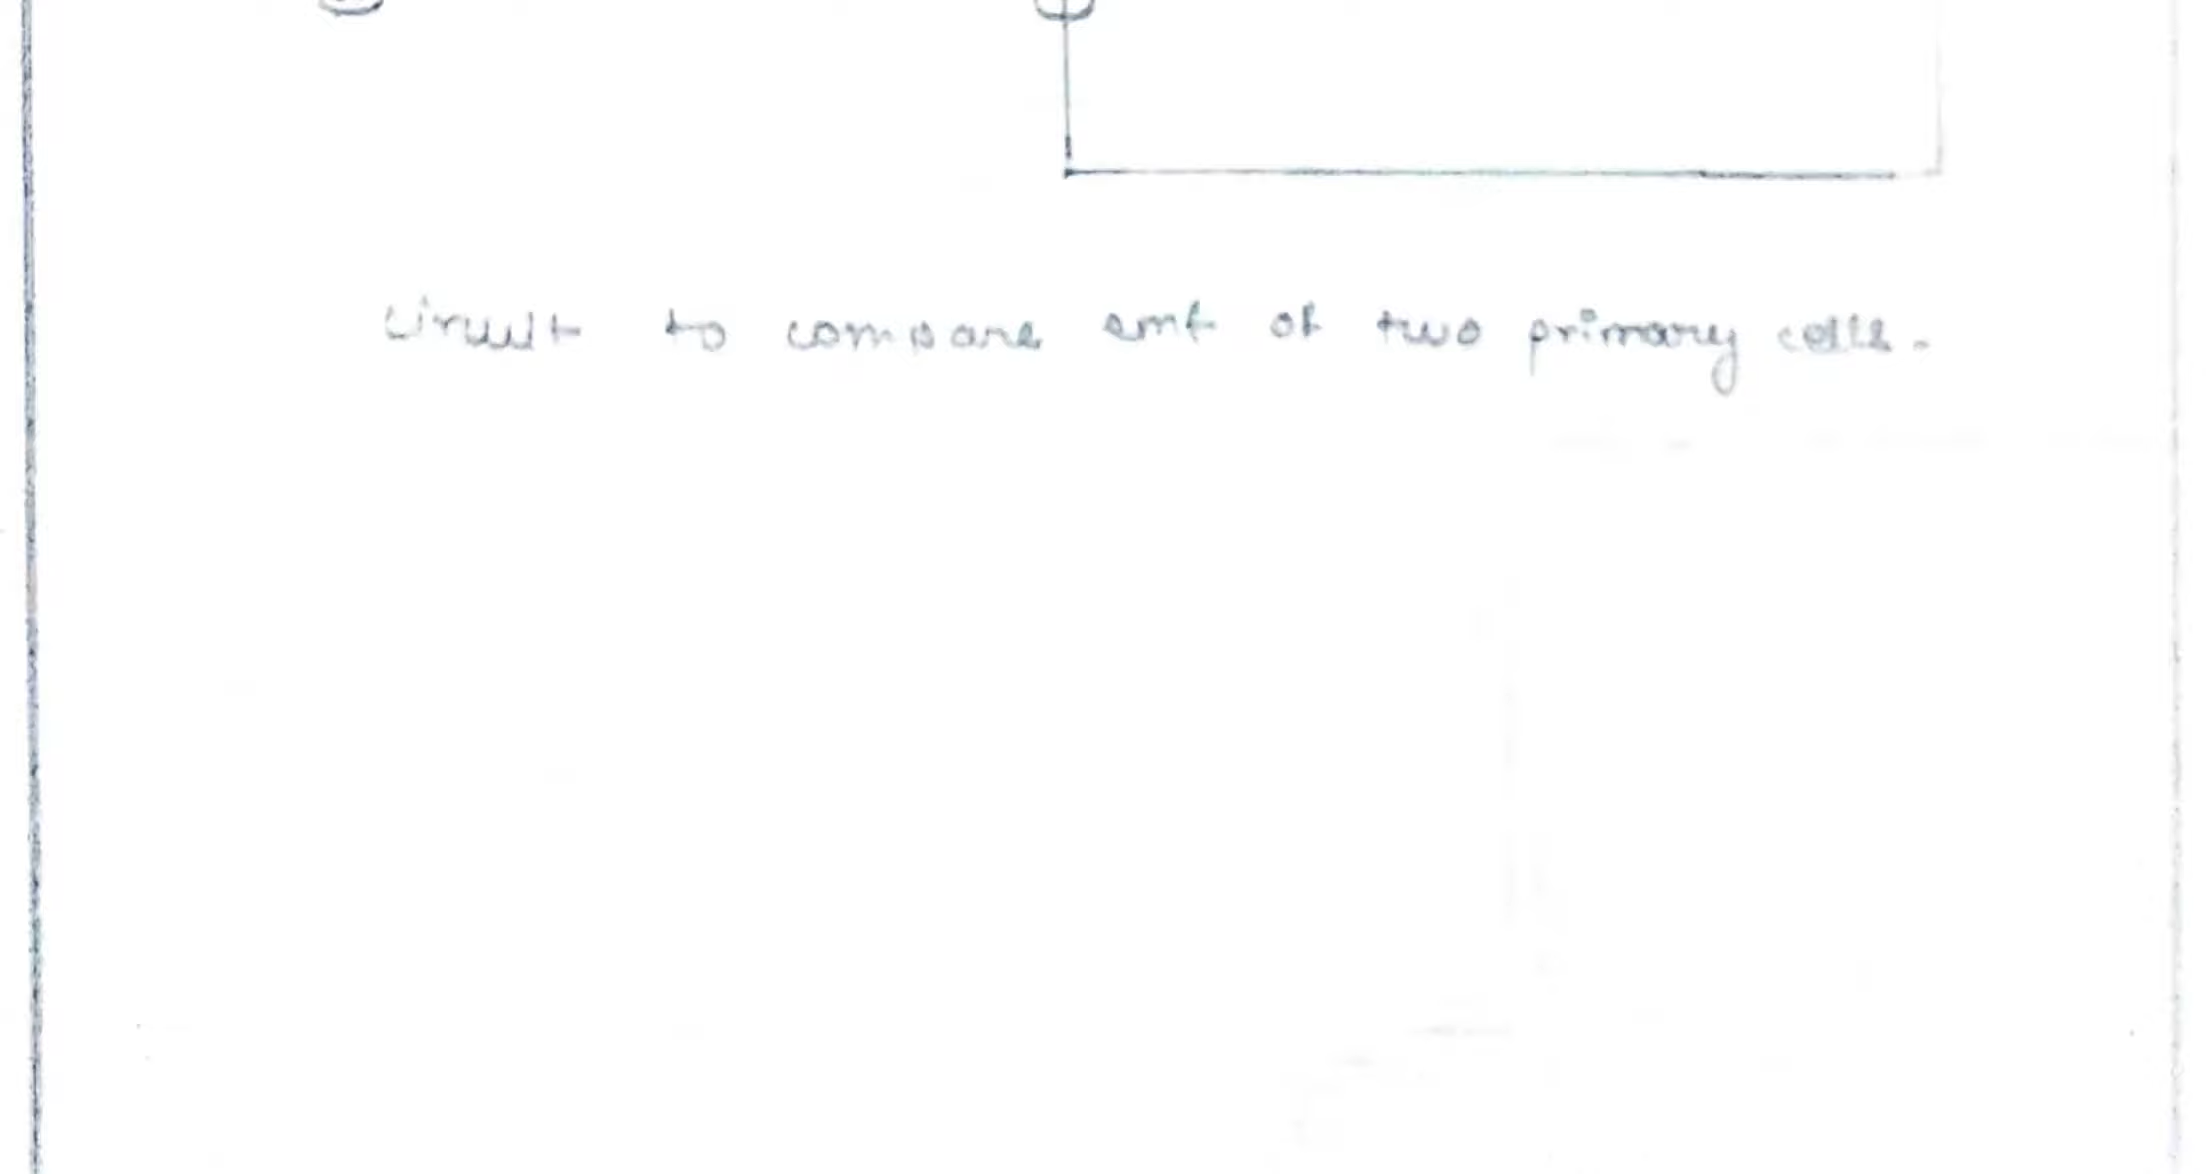 circuit to compare emf of two primary cells.